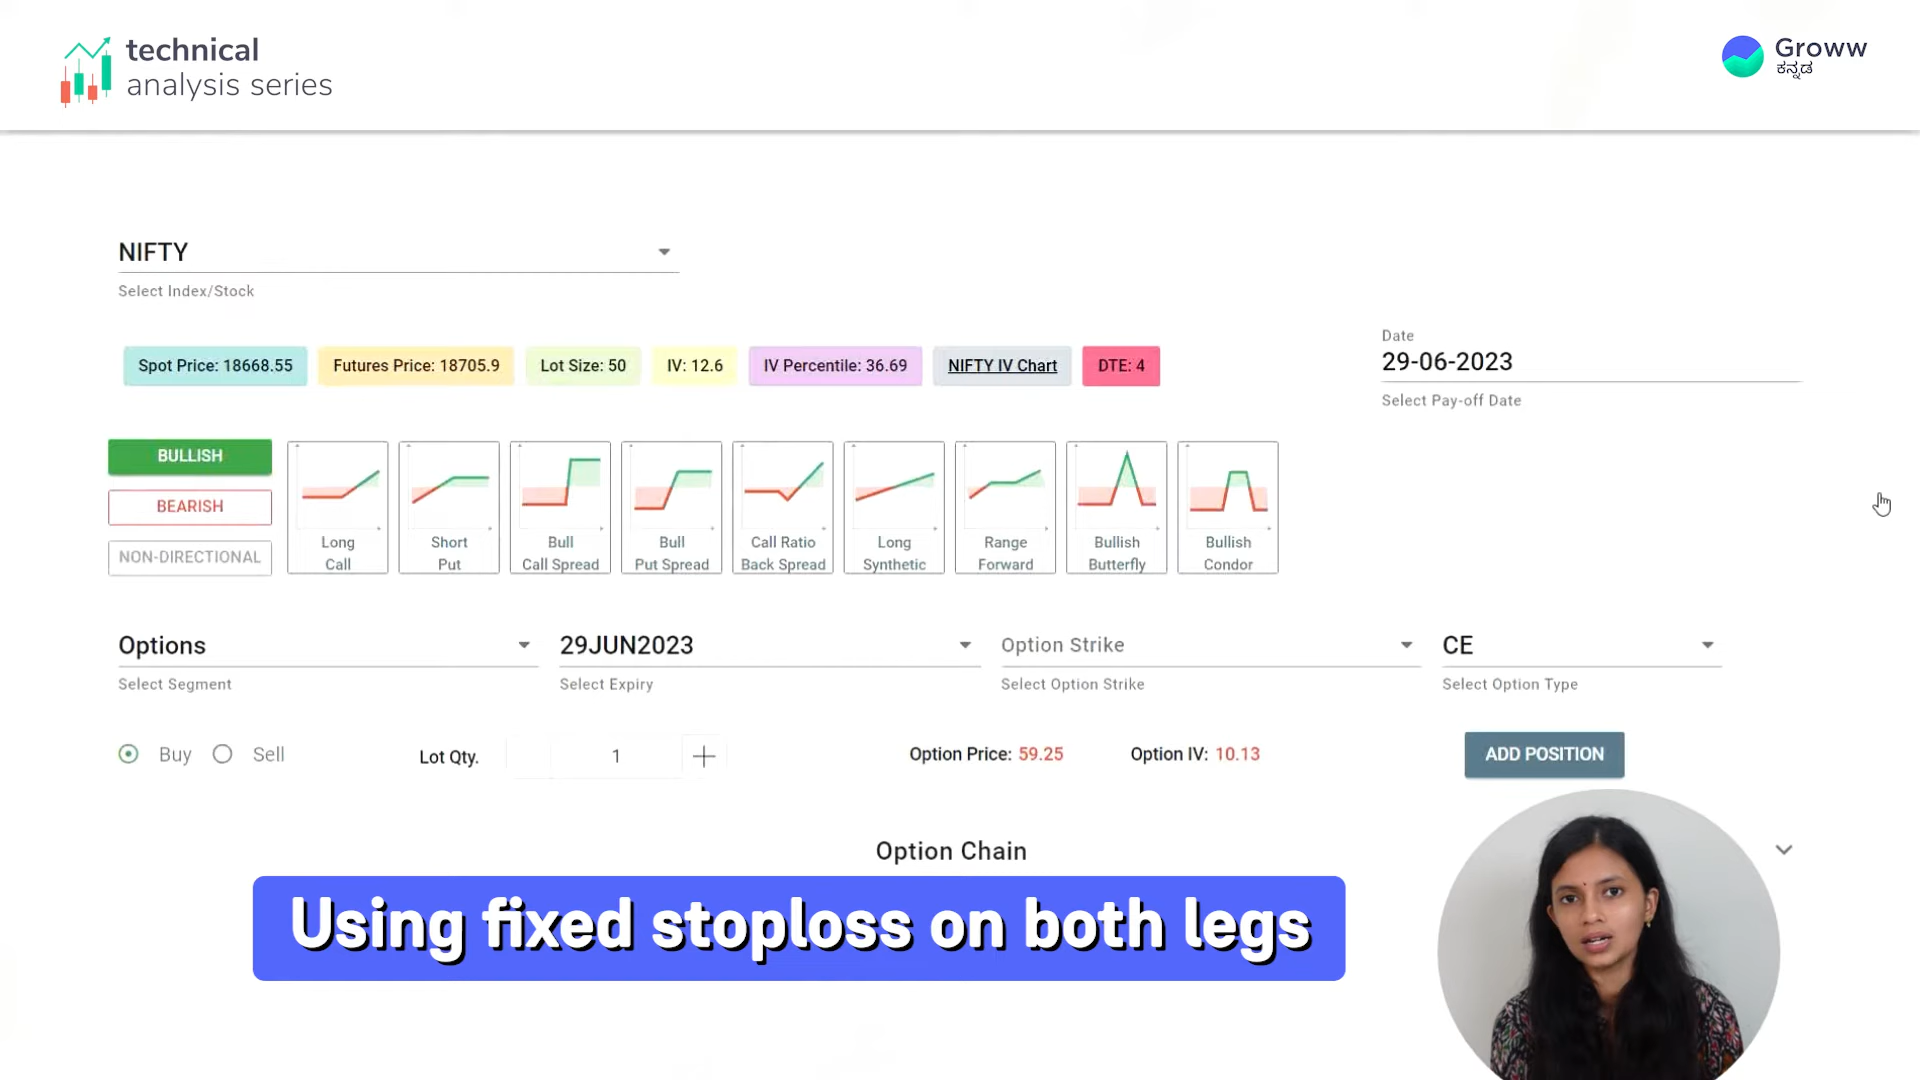 technical
analysis series
Groww
ಕನ್ನಡ
NIFTY
Select Index/Stock
Spot Price: 18668.55
Futures Price: 18705.9
Lot Size: 50
IV: 12.6
IV Percentile: 36.69
NIFTY IV Chart
DTE: 4
Date
29-06-2023
Select Pay-off Date
BULLISH
BEARISH
NON-DIRECTIONAL
Long
Call
Short
Put
Bull
Call Spread
Bull
Put Spread
Call Ratio
Back Spread
Long
Synthetic
Range
Forward
Bullish
Butterfly
Bullish
Condor
Options
Select Segment
29JUN2023
Select Expiry
Option Strike
Select Option Strike
CE
Select Option Type
Buy
Sell
Lot Qty.
1
Option Price: 59.25
Option IV: 10.13
ADD POSITION
Option Chain
Using fixed stoploss on both legs